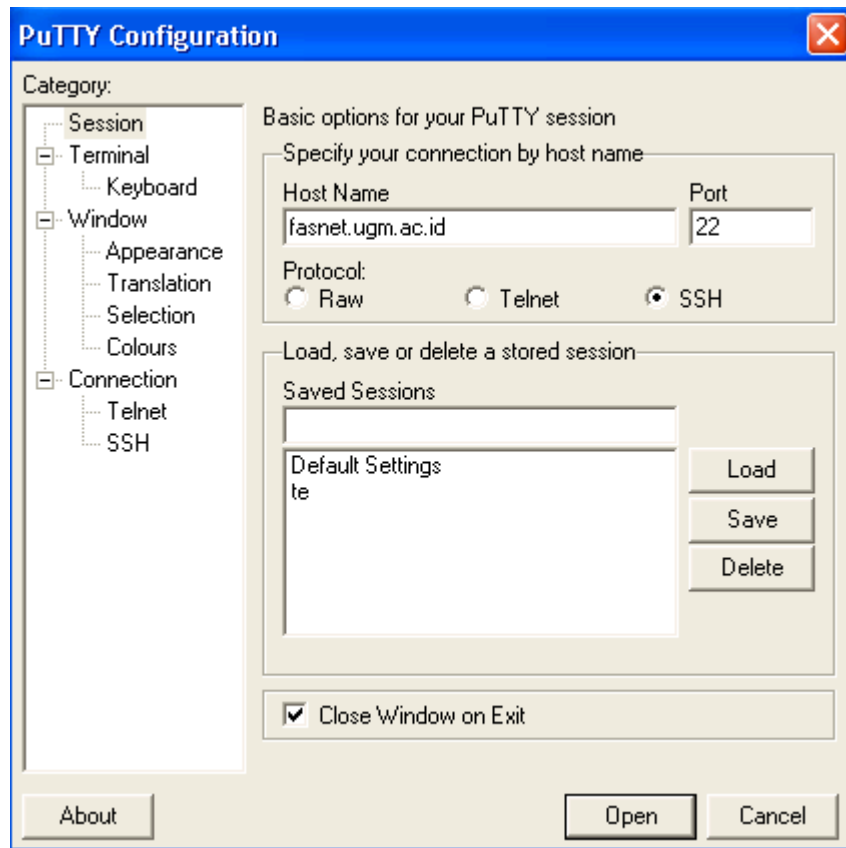 PuTTY Configuration
Category:
Session
Terminal
Keyboard
Window
Appearance
Translation
Selection
Colours
Connection
Telnet
SSH
Basic options for your PuTTY session
Specify your connection by host name
Host Name Port
fasnet.ugm.ac.id 22
Protocol:
Raw Telnet SSH
Load, save or delete a stored session
Saved Sessions
Default Settings
te
Load
Save
Delete
Close Window on Exit
About Open Cancel